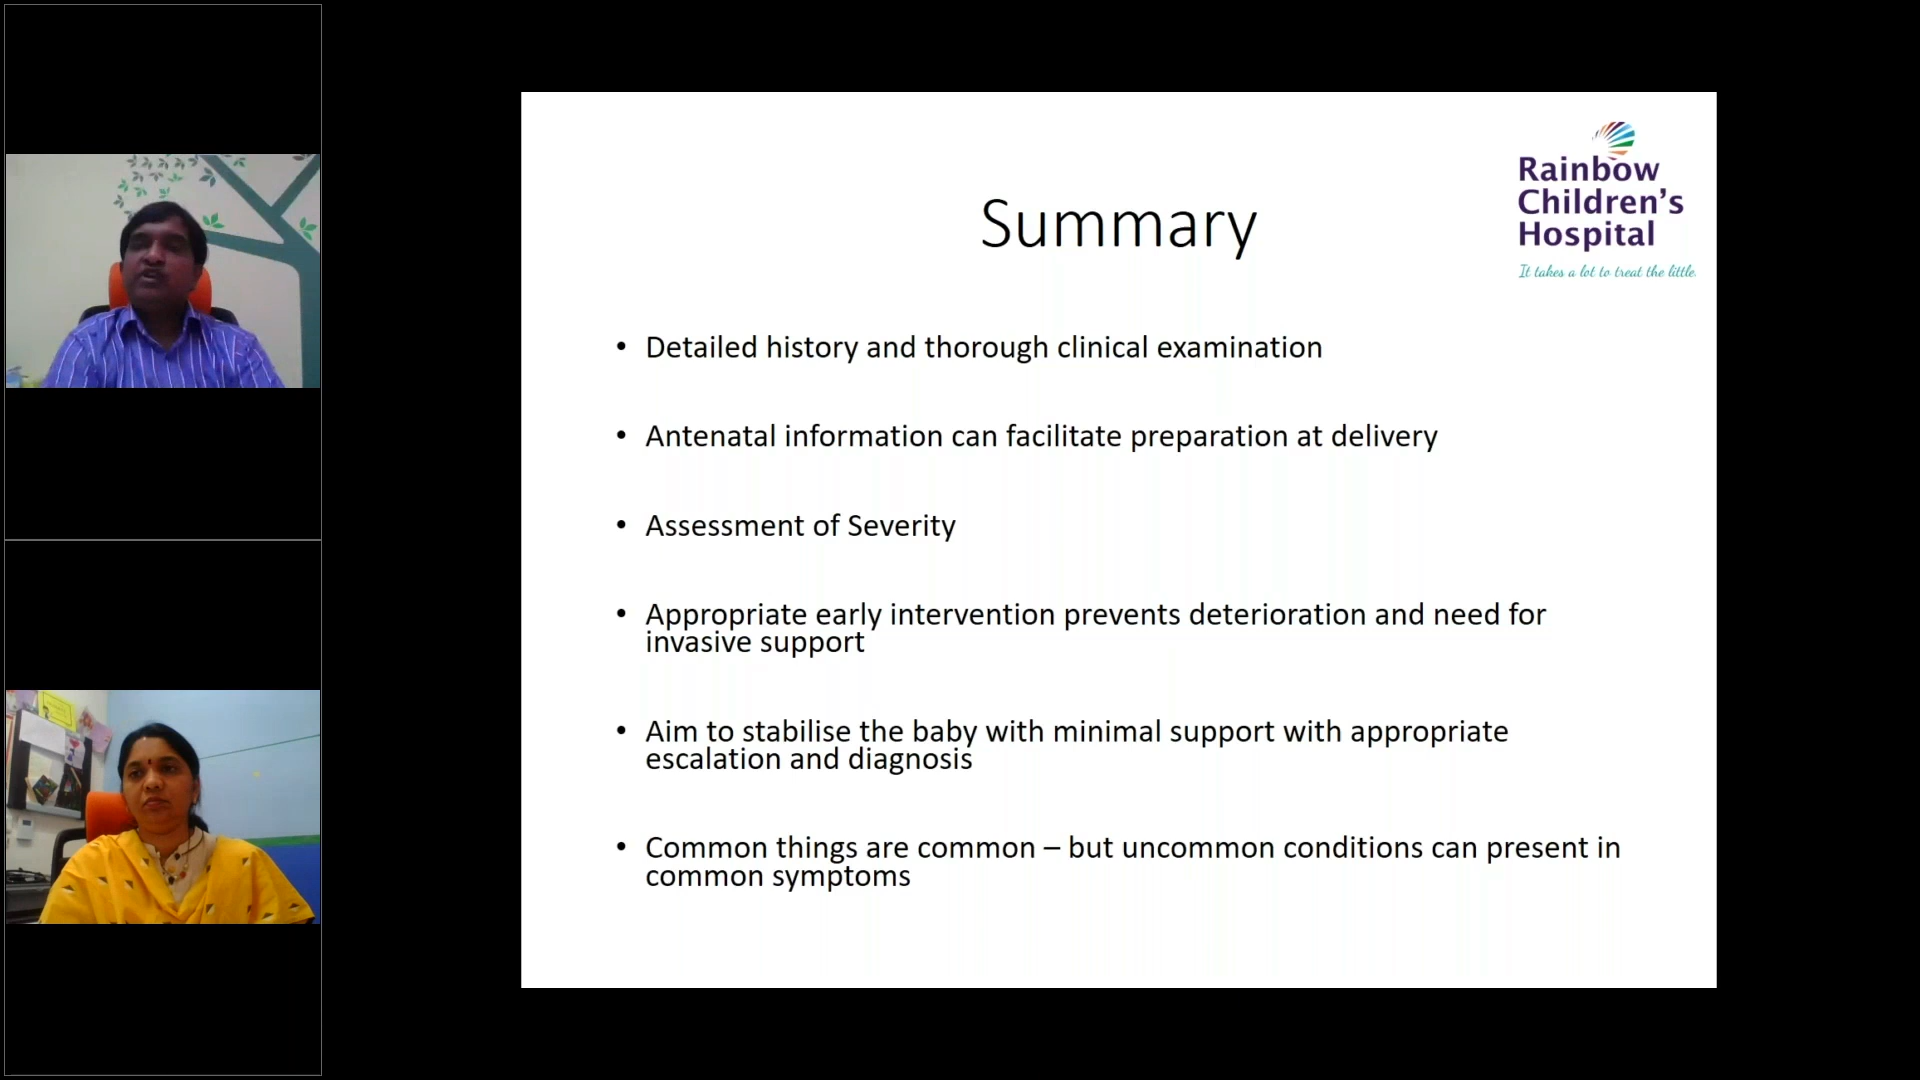 Summary
Rainbow
Children's
Hospital
It takes a lot to treat the little.
• Detailed history and thorough clinical examination
• Antenatal information can facilitate preparation at delivery
• Assessment of Severity
• Appropriate early intervention prevents deterioration and need for
invasive support
• Aim to stabilise the baby with minimal support with appropriate
escalation and diagnosis
• Common things are common – but uncommon conditions can present in
common symptoms